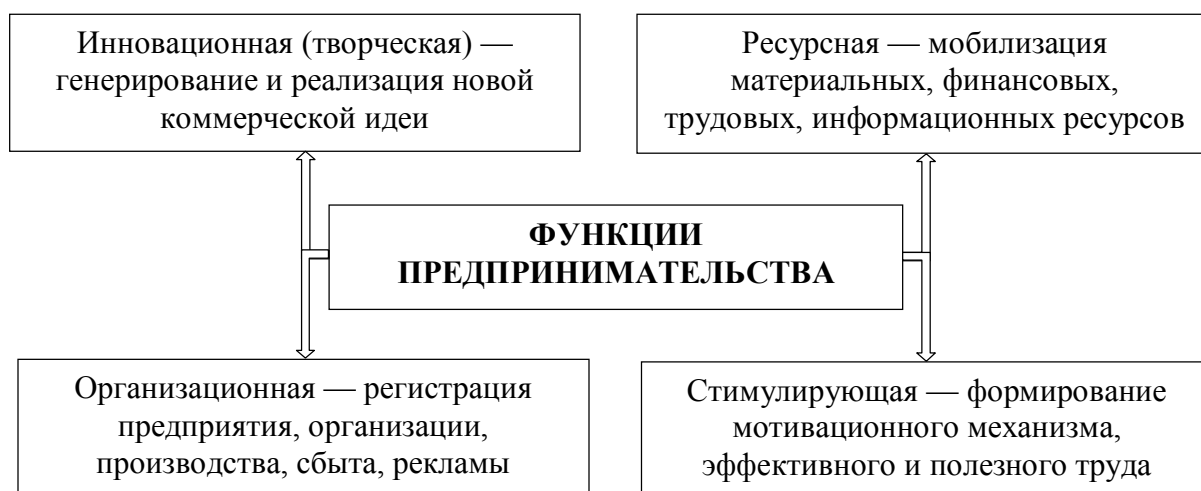 Инновационная (творческая) —
генерирование и реализация новой
коммерческой идеи
Ресурсная — мобилизация
материальных, финансовых,
трудовых, информационных ресурсов
ФУНКЦИИ
ПРЕДПРИНИМАТЕЛЬСТВА
Организационная — регистрация
предприятия, организации,
производства, сбыта, рекламы
Стимулирующая — формирование
мотивационного механизма,
эффективного и полезного труда